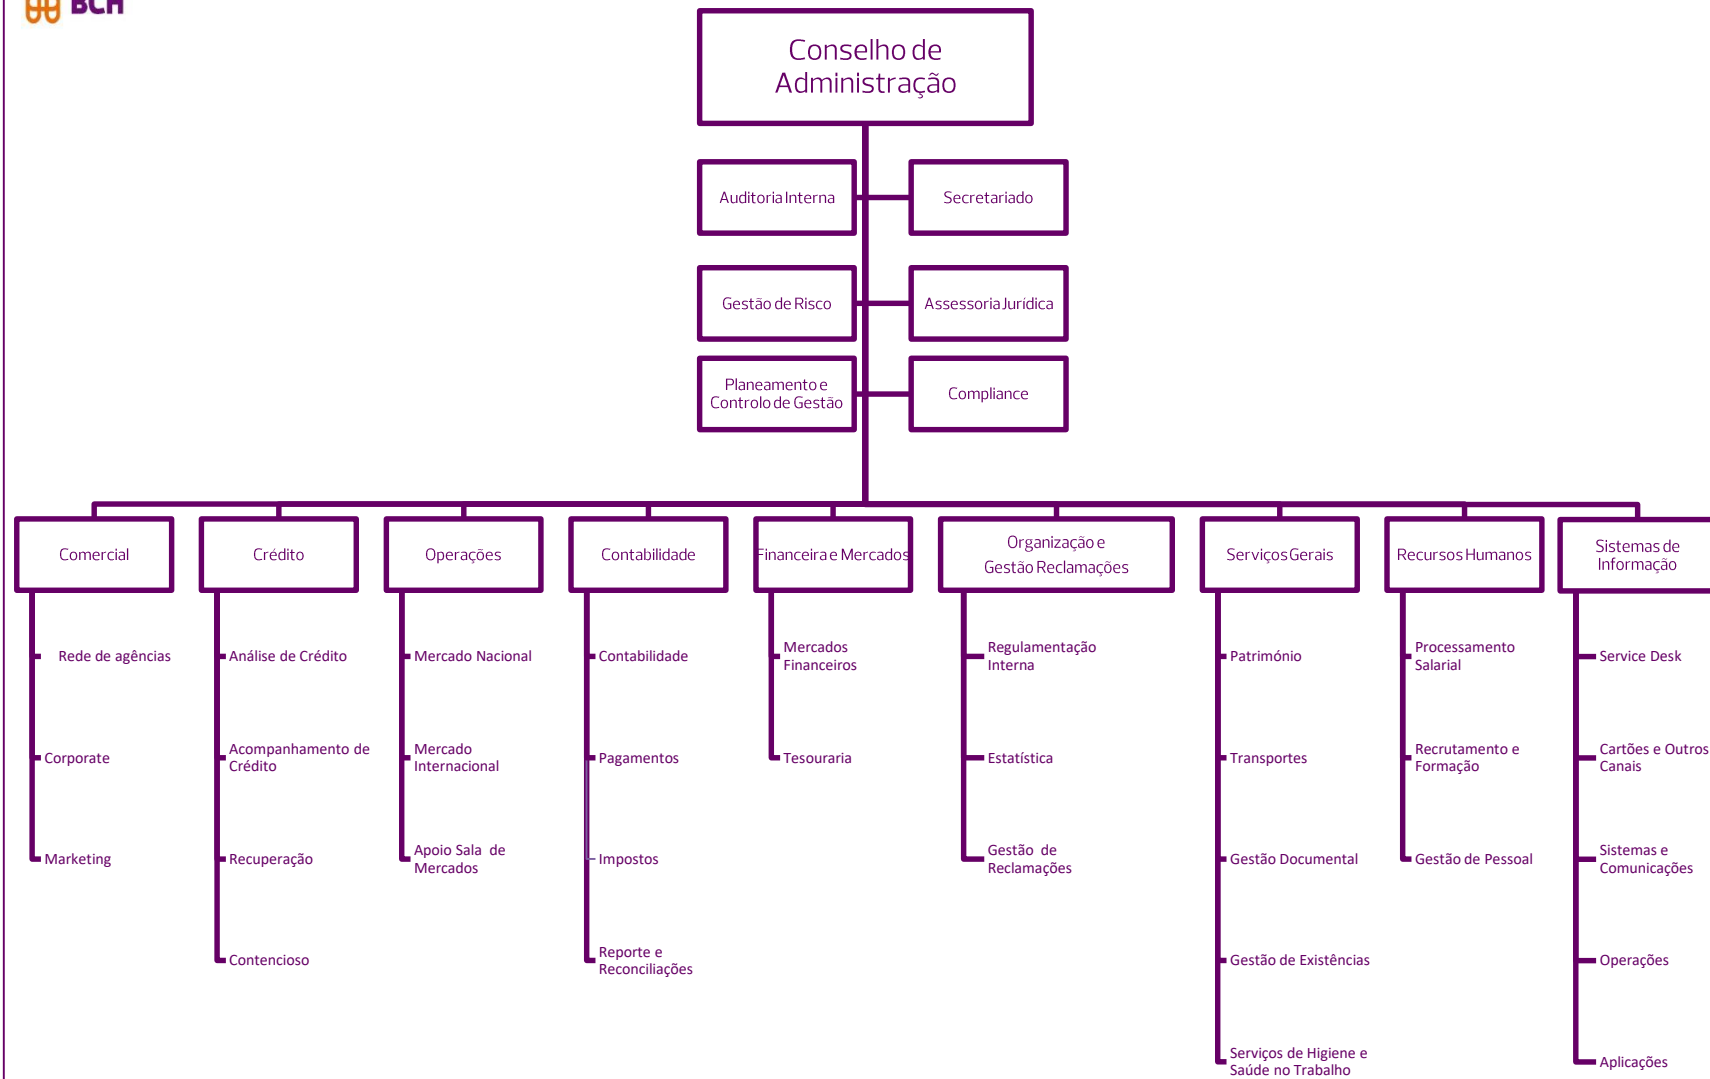 BCH
Conselho de
Administração
Auditoria Interna
Secretariado
Gestão de Risco
Assessoria Jurídica
Planeamento e
Controlo de Gestão
Compliance
Comercial
Crédito
Operações
Contabilidade
Financeira e Mercados
Organização e
Gestão Reclamações
Serviços Gerais
Recursos Humanos
Sistemas de
Informação
Rede de agências
Corporate
Marketing
Análise de Crédito
Acompanhamento de
Crédito
Recuperação
Contencioso
Mercado Nacional
Mercado
Internacional
Apoio Sala de
Mercados
Contabilidade
Pagamentos
Impostos
Reporte e
Reconciliações
Mercados
Financeiros
Tesouraria
Regulamentação
Interna
Estatística
Gestão de
Reclamações
Património
Transportes
Gestão Documental
Gestão de Existências
Serviços de Higiene e
Saúde no Trabalho
Processamento
Salarial
Recrutamento e
Formação
Gestão de Pessoal
Service Desk
Cartões e Outros
Canais
Sistemas e
Comunicações
Operações
Aplicações